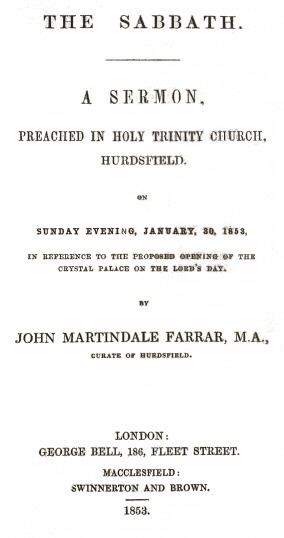 THE SABBATH.
A SERMON,
PREACHED IN HOLY TRINITY CHURCH,
HURDSFIELD.
ON
SUNDAY EVENING, JANUARY, 30, 1853,
IN REFERENCE TO THE PROPOSED OPENING OF THE
CRYSTAL PALACE ON THE LORD'S DAY.
BY
JOHN MARTINDALE FARRAR, M.A.,
CURATE OF HURDSFIELD.
LONDON:
GEORGE BELL, 186, FLEET STREET.
MACCLESFIELD:
SWINNERTON AND BROWN.
1853.